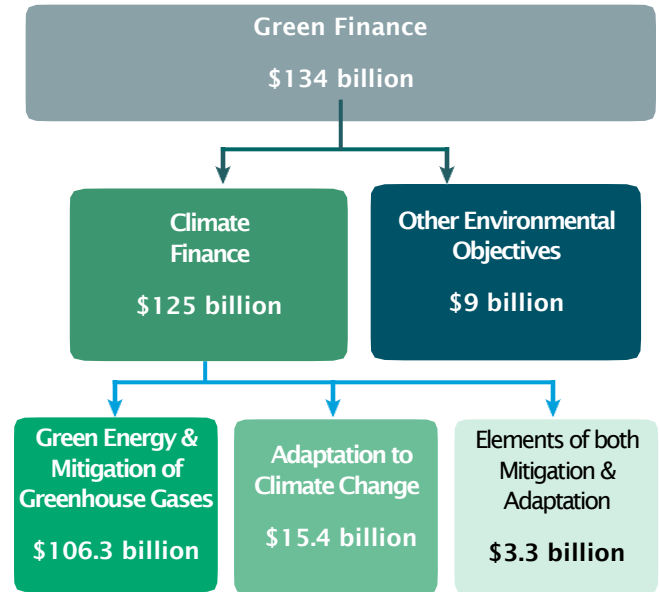 Green Finance
$134 billion
Climate
Finance
$125 billion
Other Environmental
Objectives
$9 billion
Green Energy &
Mitigation of
Greenhouse Gases
$106.3 billion
Adaptation to
Climate Change
$15.4 billion
Elements of both
Mitigation &
Adaptation
$3.3 billion